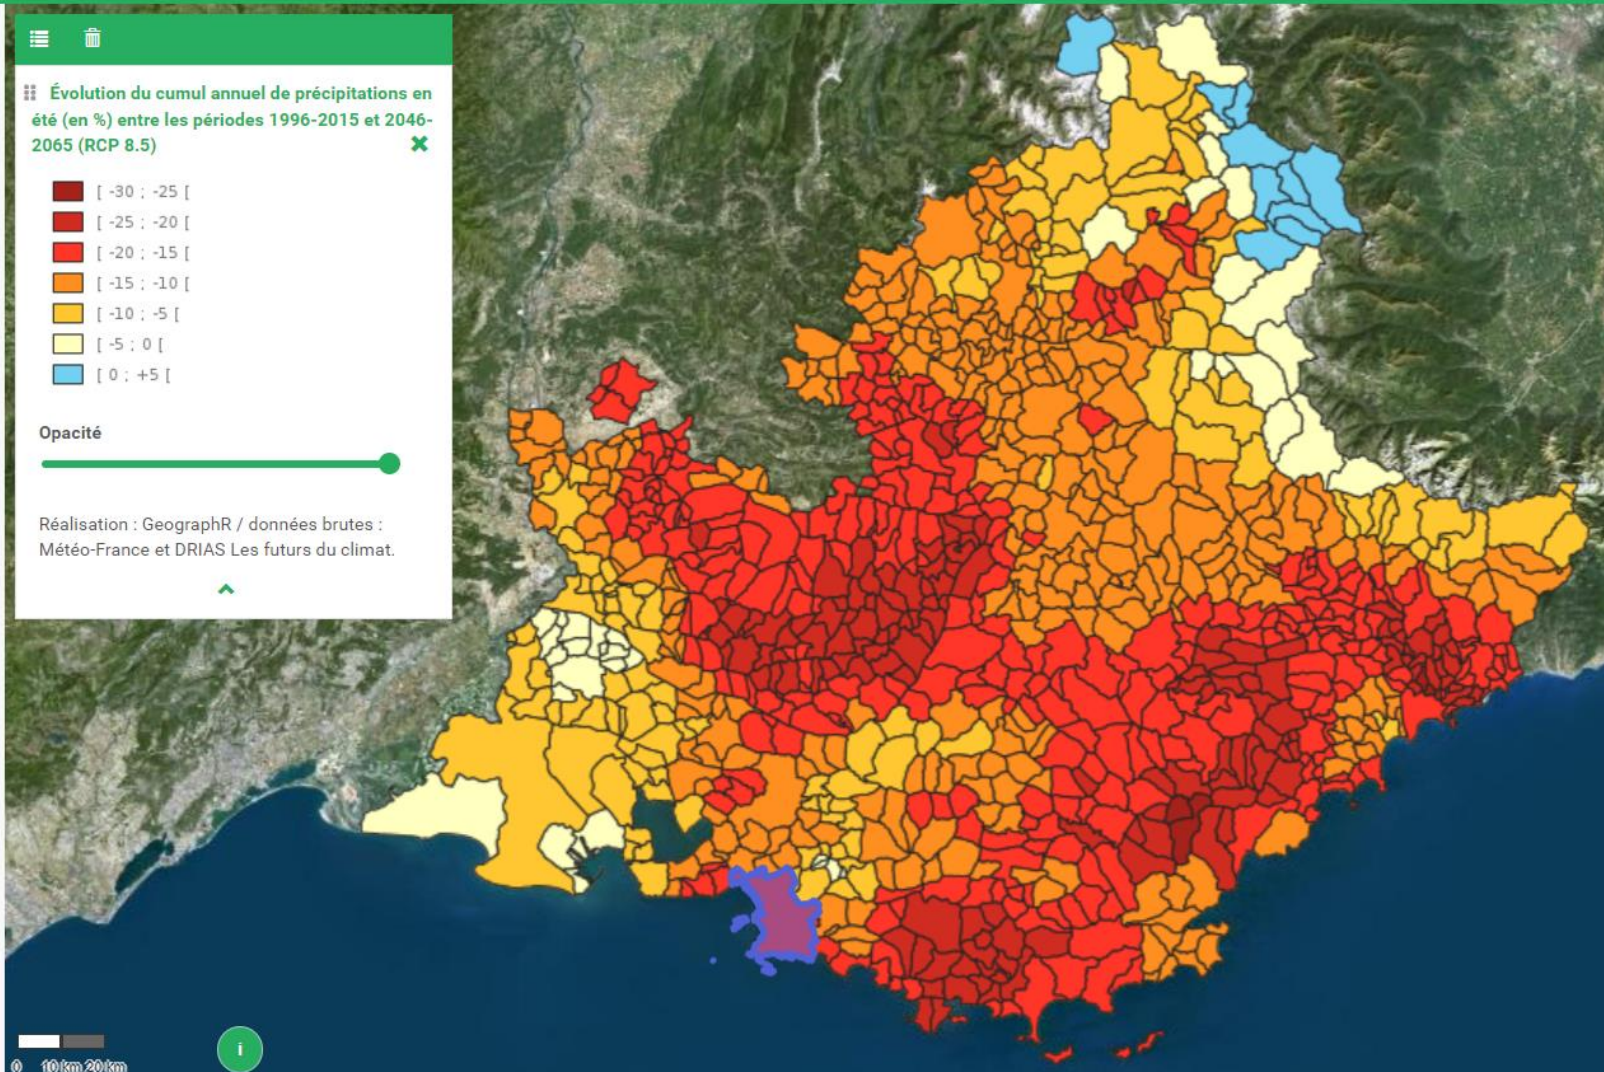 Évolution du cumul annuel de précipitations en
été (en %) entre les périodes 1996-2015 et 2046-
2065 (RCP 8.5)
[ -30 ; -25 [
[ -25 ; -20 [
[ -20 ; -15 [
[ -15 ; -10 [
[ -10 ; -5 [
[ -5 ; 0 [
[ 0 ; +5 [
Opacité
Réalisation : GeographR / données brutes :
Météo-France et DRIAS Les futurs du climat.
0 10 km 20 km
i